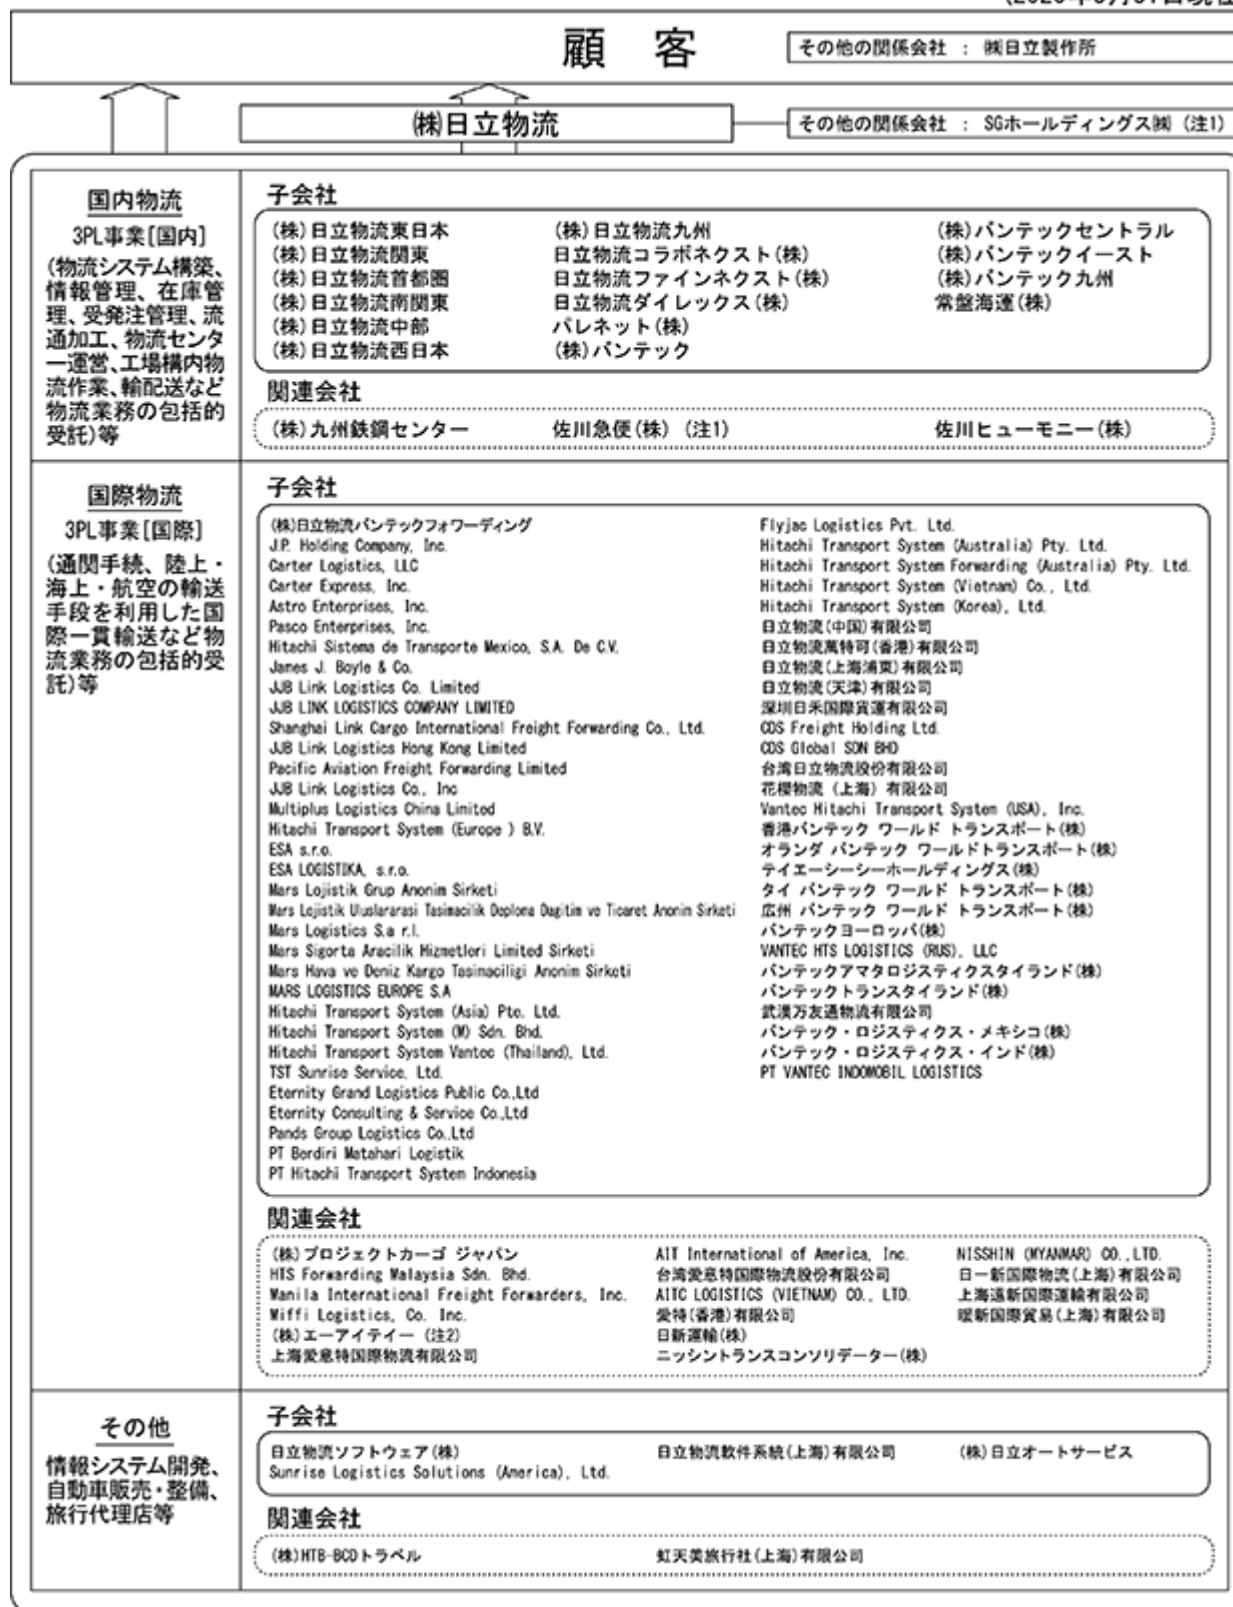 顧 客
その他の関係会社 : ㈱日立製作所
㈱日立物流
その他の関係会社 : SGホールディングス㈱ (注1)
国内物流
3PL事業[国内]
(物流システム構築、
情報管理、在庫管
理、受発注管理、流
通加工、物流センタ
ー運営、工場構内物
流作業、輸配送など
物流業務の包括的
受託)等
子会社
(株)日立物流東日本 (株)日立物流九州 (株)バンテックセントラル
(株)日立物流関東 日立物流コラボネクスト(株) (株)バンテックイースト
(株)日立物流首都圏 日立物流ファインネクスト(株) (株)バンテック九州
(株)日立物流南関東 日立物流ダイレックス(株) 常盤海運(株)
(株)日立物流中部 パレネット(株)
(株)日立物流西日本 (株)バンテック
関連会社
(株)九州鉄鋼センター 佐川急便(株) (注1) 佐川ヒューモニー(株)
国際物流
3PL事業[国際]
(通関手続、陸上・
海上・航空の輸送
手段を利用した国
際一貫輸送など物
流業務の包括的受
託)等
子会社
(株)日立物流バンテックフォワーディング Flyjac Logistics Pvt. Ltd.
J.P. Holding Company, Inc. Hitachi Transport System (Australia) Pty. Ltd.
Carter Logistics, LLC Hitachi Transport System Forwarding (Australia) Pty. Ltd.
Carter Express, Inc. Hitachi Transport System (Vietnam) Co., Ltd.
Astro Enterprises, Inc. Hitachi Transport System (Korea), Ltd.
Pasco Enterprises, Inc. 日立物流(中国)有限公司
Hitachi Sistema de Transporte Mexico, S.A. De C.V. 日立物流萬特可(香港)有限公司
James J. Boyle & Co. 日立物流(上海浦東)有限公司
JJB Link Logistics Co. Limited 日立物流(天津)有限公司
JJB LINK LOGISTICS COMPANY LIMITED 深圳日禾国際貨運有限公司
Shanghai Link Cargo International Freight Forwarding Co., Ltd. CDS Freight Holding Ltd.
JJB Link Logistics Hong Kong Limited CDS Global SDN BHD
Pacific Aviation Freight Forwarding Limited 台湾日立物流股份有限公司
JJB Link Logistics Co., Inc 花櫻物流(上海)有限公司
Multiplus Logistics China Limited Vantec Hitachi Transport System (USA), Inc.
Hitachi Transport System (Europe ) B.V. 香港バンテック ワールド トランスポート(株)
ESA s.r.o. オランダ バンテック ワールドトランスポート(株)
ESA LOGISTIKA, s.r.o. テイエーシーシーホールディングス(株)
Mars Lojistik Grup Anonim Sirketi タイ バンテック ワールド トランスポート(株)
Mars Lojistik Uluslararasi Tasimacilik Depolama Dagitim ve Ticaret Anonim Sirketi 広州 バンテック ワールド トランスポート(株)
Mars Logistics S.a r.l. バンテックヨーロッパ(株)
Mars Sigorta Aracilik Hizmetleri Limited Sirketi VANTEC HTS LOGISTICS (RUS), LLC
Mars Hava ve Deniz Kargo Tasimaciligi Anonim Sirketi バンテックアマタロジスティクスタイランド(株)
MARS LOGISTICS EUROPE S.A バンテックトランスタイランド(株)
Hitachi Transport System (Asia) Pte. Ltd. 武漢万友通物流有限公司
Hitachi Transport System (M) Sdn. Bhd. バンテック・ロジスティクス・メキシコ(株)
Hitachi Transport System Vantec (Thailand), Ltd. バンテック・ロジスティクス・インド(株)
TST Sunrise Service, Ltd. PT VANTEC INDOMOBIL LOGISTICS
Eternity Grand Logistics Public Co.,Ltd
Eternity Consulting & Service Co.,Ltd
Pands Group Logistics Co.,Ltd
PT Berdiri Matahari Logistik
PT Hitachi Transport System Indonesia
関連会社
(株)プロジェクトカーゴ ジャパン AIT International of America, Inc. NISSHIN (MYANMAR) CO.,LTD.
HTS Forwarding Malaysia Sdn. Bhd. 台湾愛意特国際物流股份有限公司 日一新国際物流(上海)有限公司
Manila International Freight Forwarders, Inc. AITC LOGISTICS (VIETNAM) CO., LTD. 上海遠新国際運輸有限公司
Wiffi Logistics, Co. Inc. 愛特(香港)有限公司 暖新国際貿易(上海)有限公司
(株)エーアイテイー (注2) 日新運輸(株)
上海愛意特国際物流有限公司 ニッシントランスコンソリデーター(株)
その他
情報システム開発、
自動車販売・整備、
旅行代理店等
子会社
日立物流ソフトウェア(株) 日立物流軟件系統(上海)有限公司 (株)日立オートサービス
Sunrise Logistics Solutions (America), Ltd.
関連会社
(株)HTB-BCDトラベル 虹天美旅行社(上海)有限公司